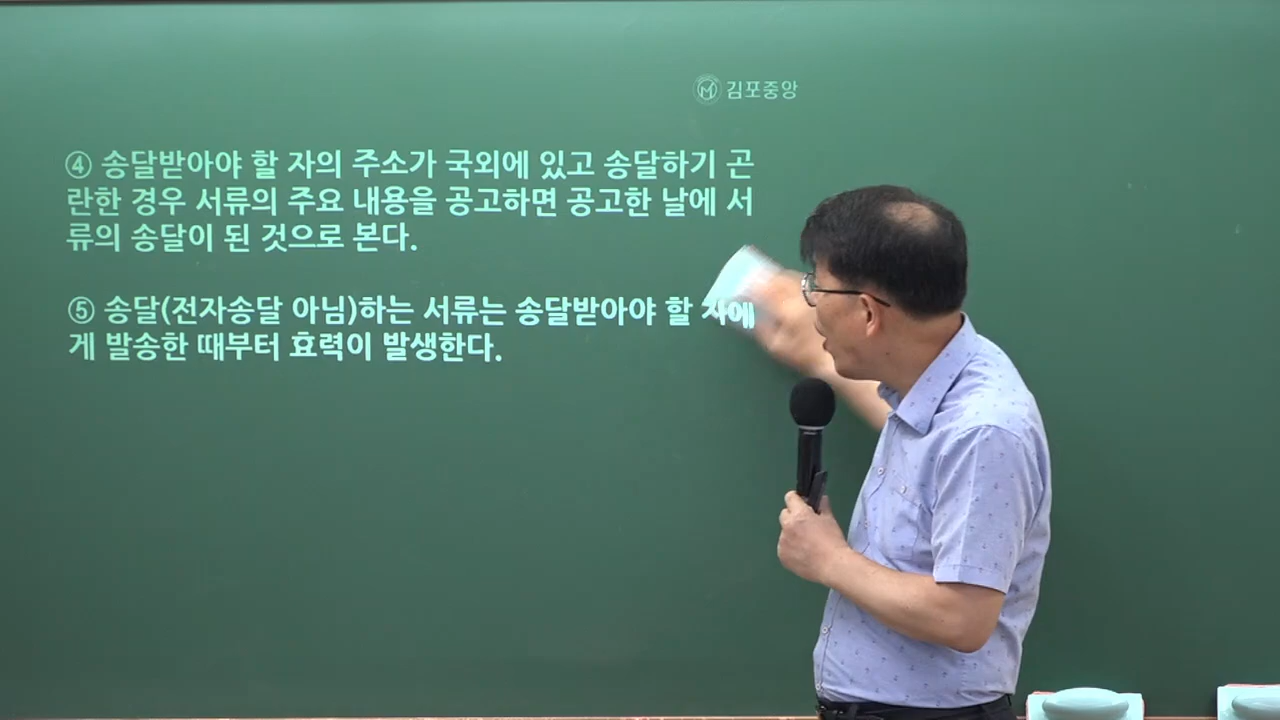 김포중앙
④ 송달받아야 할 자의 주소가 국외에 있고 송달하기 곤
란한 경우 서류의 주요 내용을 공고하면 공고한 날에 서
류의 송달이 된 것으로 본다.
⑤ 송달(전자송달 아님)하는 서류는 송달받아야 할 자에
게 발송한 때부터 효력이 발생한다.